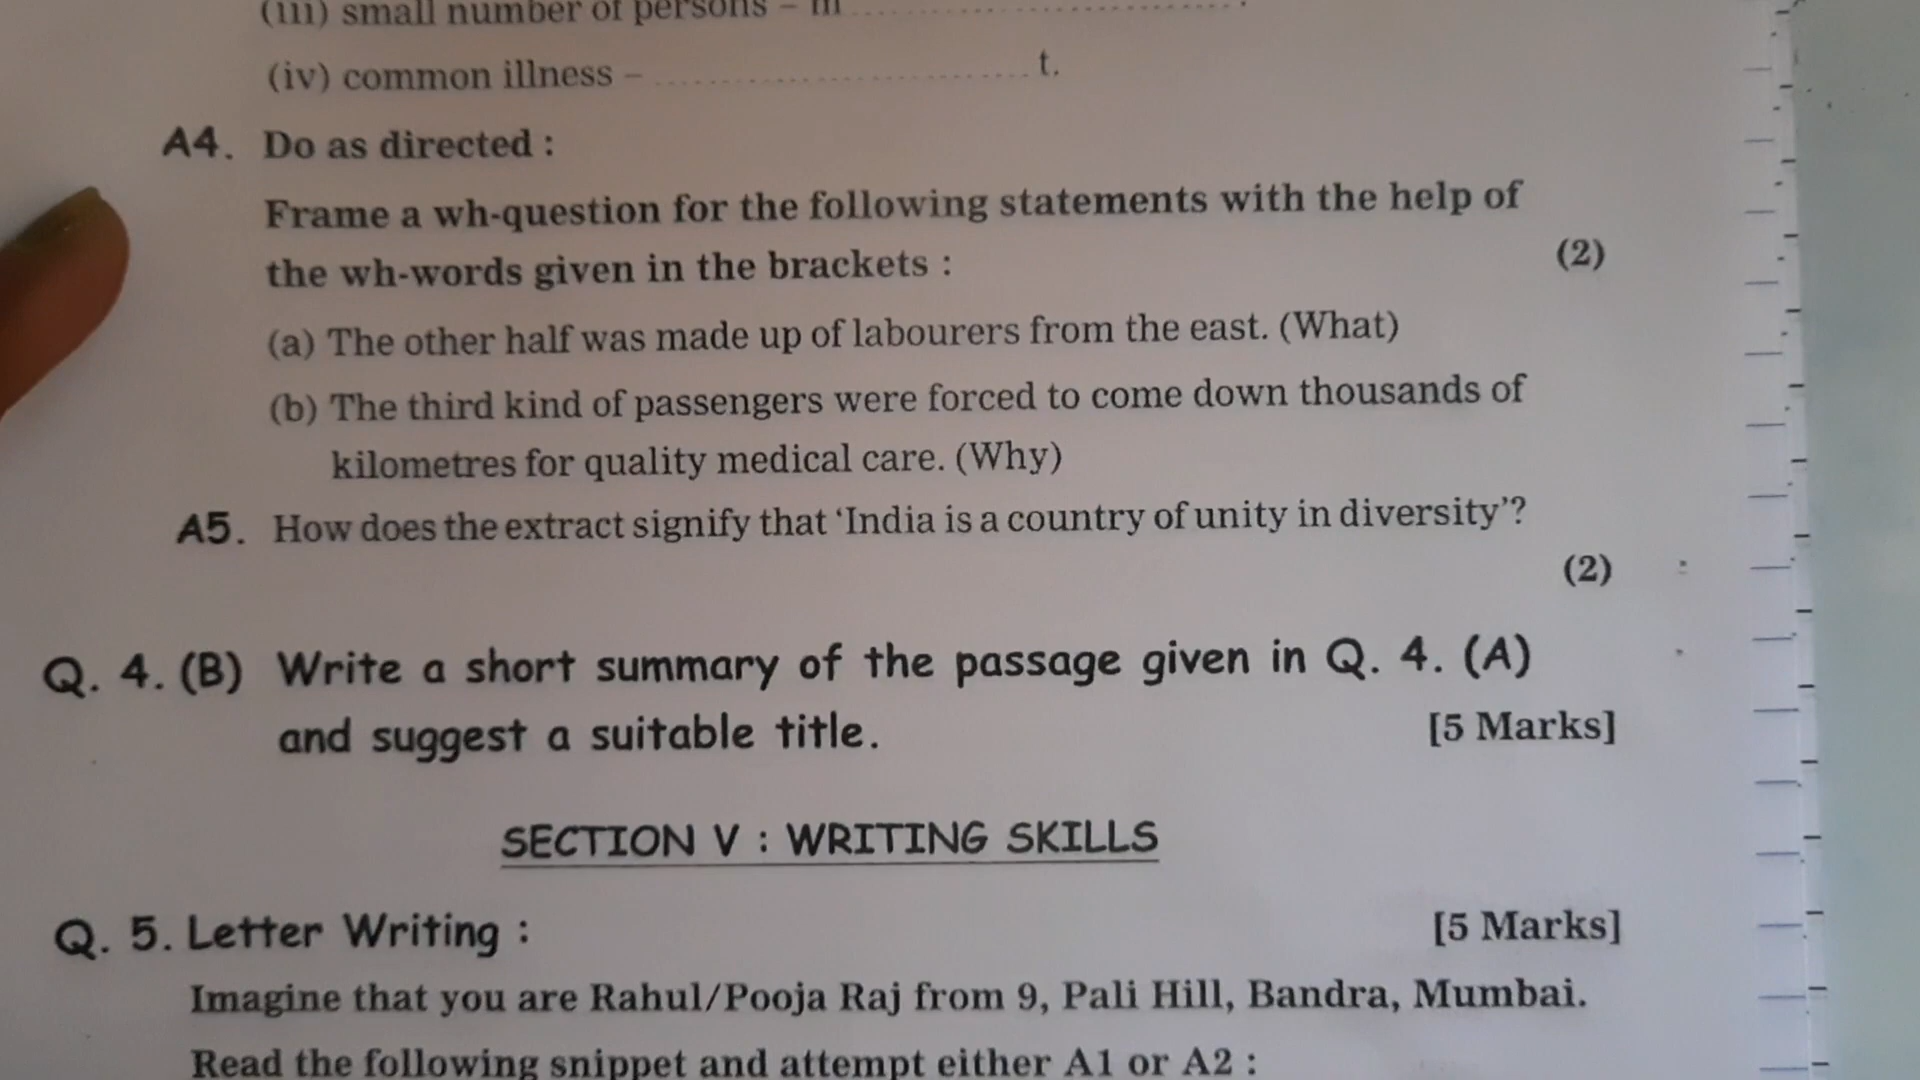 (iii) small number of persons – m ........................................ .
(iv) common illness – ........................................ t.
A4. Do as directed :
Frame a wh-question for the following statements with the help of
the wh-words given in the brackets : (2)
(a) The other half was made up of labourers from the east. (What)
(b) The third kind of passengers were forced to come down thousands of
kilometres for quality medical care. (Why)
A5. How does the extract signify that ‘India is a country of unity in diversity’?
(2)
Q. 4. (B) Write a short summary of the passage given in Q. 4. (A)
and suggest a suitable title. [5 Marks]
SECTION V : WRITING SKILLS
Q. 5. Letter Writing : [5 Marks]
Imagine that you are Rahul/Pooja Raj from 9, Pali Hill, Bandra, Mumbai.
Read the following snippet and attempt either A1 or A2 :